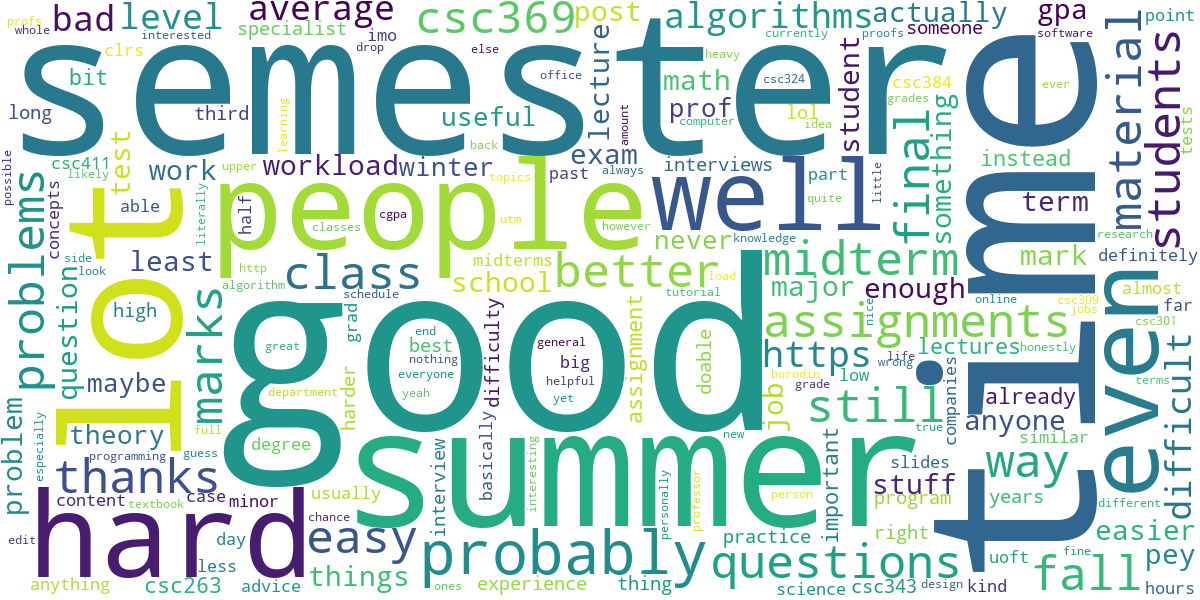 profs
whole
bad
level
interested
average
specialist
imo
drop
csc369
else
post
algorithms
currently
actually
proofs
someone
gpa
software
point
clrs
semester
bit
long
third
learning
useful
office
lecture
math
prof
csc324
heavy
computer
amount
lol
idea
student
csc384
grades
final
something
time
ever
material
students
tests
possible
csc411
likely
test
work
upper
workload
winter
back
topics
exam
past
always
interviews
part
quite
little
instead
term
problems
concepts
able
lot
literally
half
people
cgpa
classes
utm
however
well
knowledge
never
mark
research
definitely
side
look
question
least
http
algorithm
class
schedule
midterms
school
better
load
tutorial
midterm
major
enough
online
csc309
jobs
almost
far
csc301
high
marks
good
great
grad
end
best
nothing
everyone
yeah
difficulty
general
big
helpful
yet
assignment
doable
assignments
nice
https
life
wrong
lectures
honestly
even
terms
difficult
maybe
department
harder
borodin
grade
low
job
companies
already
problem
especially
theory
programming
full
guess
degree
summer
new
still
true
anyone
similar
thanks
basically
interview
interesting
personally
professor
person
important
slides
stuff
way
years
different
hard
content
textbook
case
minor
usually
chance
program
right
easier
edit
day
less
easy
probably
practice
questions
uoft
fine
pey
anything
csc263
advice
things
ones
experience
thing
science
csc343
design
kind
fall
hours